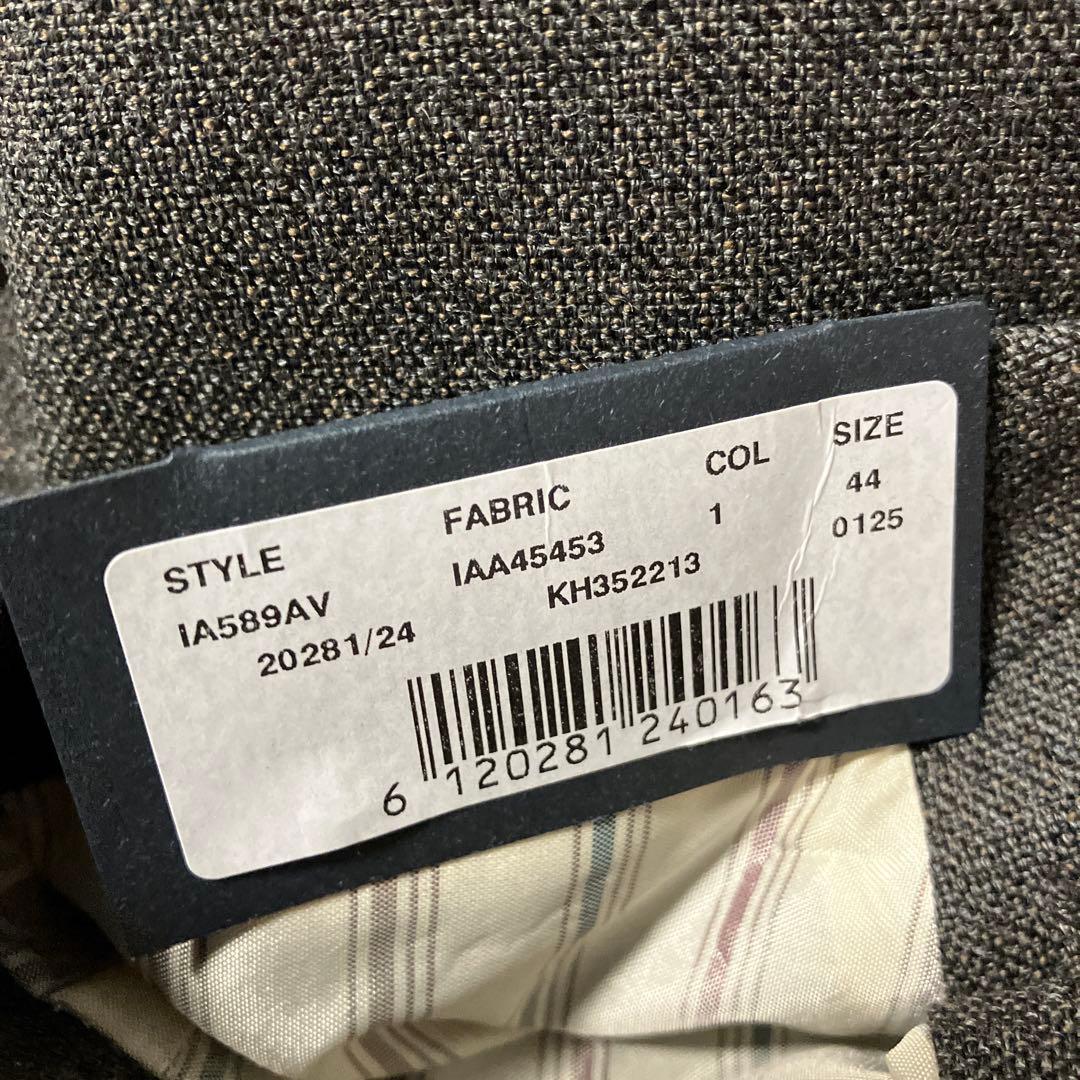 STYLE FABRIC COL SIZE
IA589AV IAA45453 1 44
20281/24 KH352213 0125
6 120281 240163